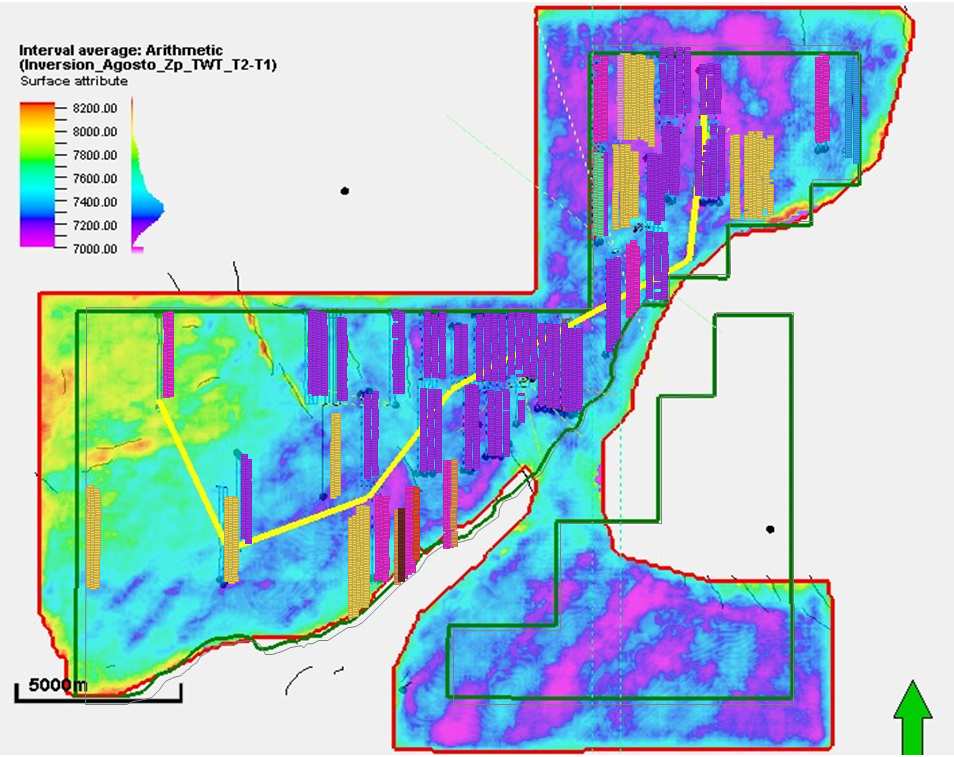 Interval average: Arithmetic
(Inversion_Agosto_Zp_TWT_T2-T1)
Surface attribute
8200.00
8000.00
7800.00
7600.00
7400.00
7200.00
7000.00
5000m